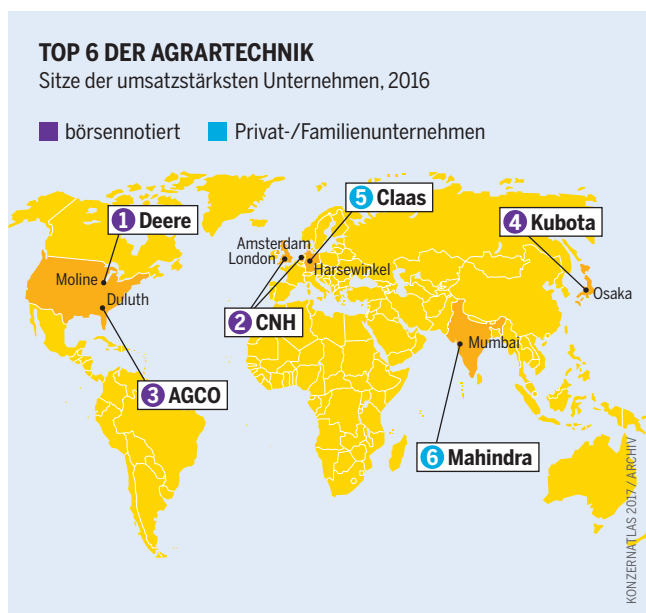 TOP 6 DER AGRARTECHNIK
Sitze der umsatzstärksten Unternehmen, 2016
börsennotiert
Privat-/Familienunternehmen
5 Claas
1 Deere
4 Kubota
Amsterdam
London
Harsewinkel
Moline
Duluth
Osaka
2 CNH
Mumbai
3 AGCO
6 Mahindra
KONZERNATLAS 2017 / ARCHIV